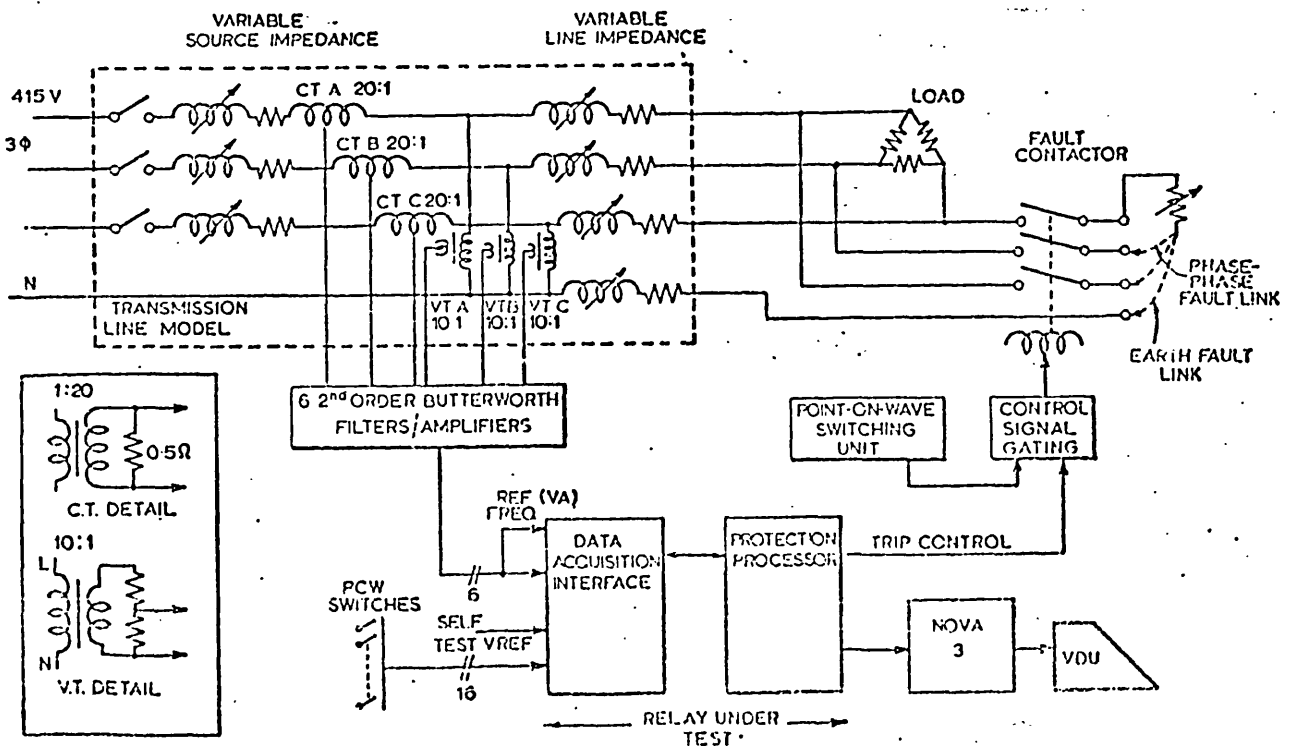 VARIABLE
SOURCE IMPEDANCE
VARIABLE
LINE IMPEDANCE
415 V
3Φ
N
CT A 20:1
CT B 20:1
CT C 20:1
LOAD
FAULT
CONTACTOR
TRANSMISSION
LINE MODEL
VT A
10:1
VTB
10:1
VT C
10:1
PHASE-
PHASE
FAULT LINK
EARTH FAULT
LINK
6 2nd ORDER BUTTERWORTH
FILTERS/AMPLIFIERS
POINT-ON-WAVE
SWITCHING
UNIT
CONTROL
SIGNAL
GATING
1:20
0·5Ω
C.T. DETAIL
10:1
L
N
V.T. DETAIL
REF (VA)
FREQ
6
PCW
SWITCHES
SELF
TEST VREF
16
DATA
ACQUISITION
INTERFACE
PROTECTION
PROCESSOR
TRIP CONTROL
NOVA
3
VDU
RELAY UNDER
TEST